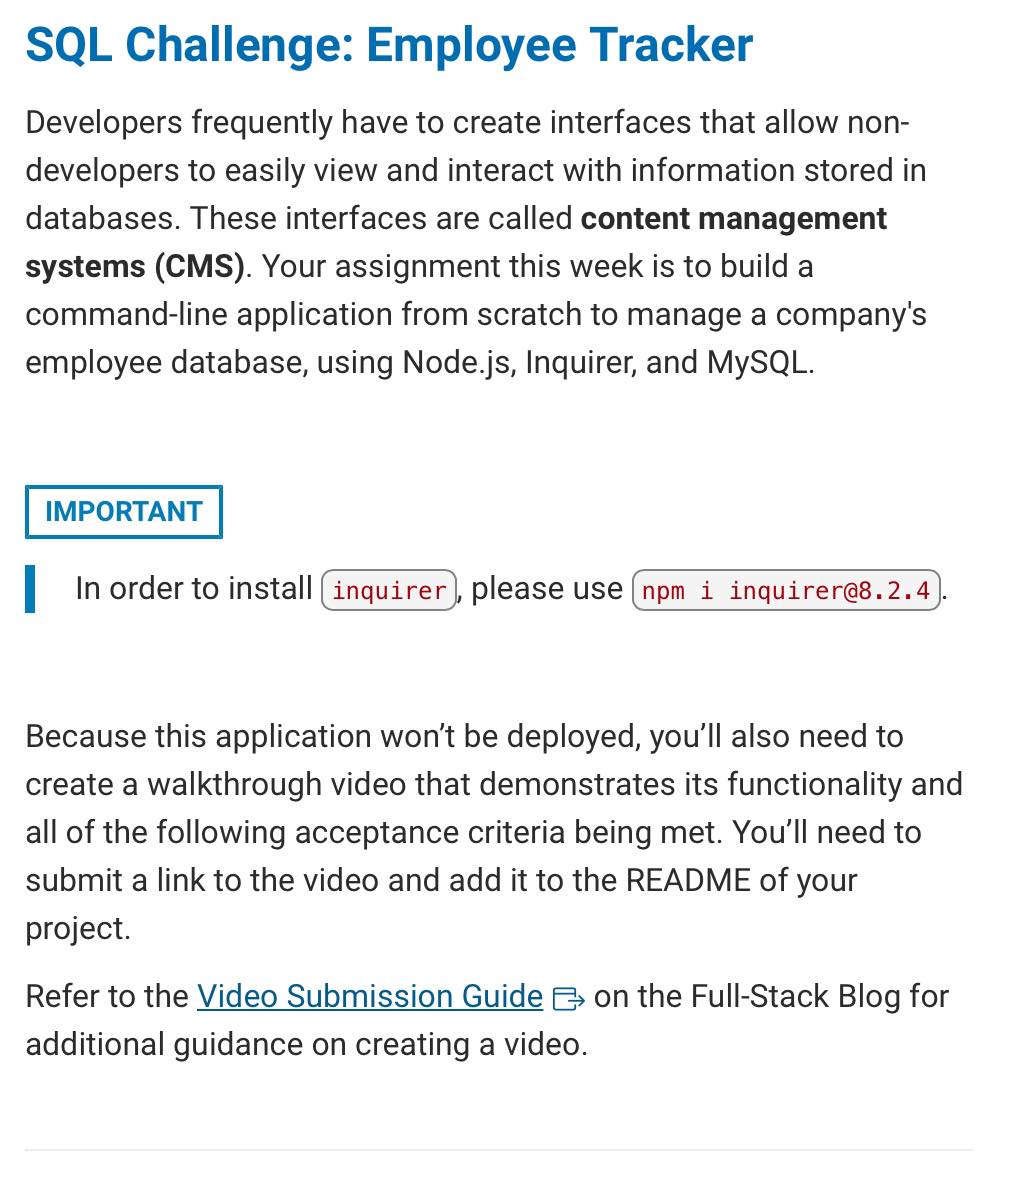 SQL Challenge: Employee Tracker
Developers frequently have to create interfaces that allow non-
developers to easily view and interact with information stored in
databases. These interfaces are called content management
systems (CMS). Your assignment this week is to build a
command-line application from scratch to manage a company's
employee database, using Node.js, Inquirer, and MySQL.
IMPORTANT
In order to install inquirer, please use npm i inquirer@8.2.4.
Because this application won’t be deployed, you’ll also need to
create a walkthrough video that demonstrates its functionality and
all of the following acceptance criteria being met. You’ll need to
submit a link to the video and add it to the README of your
project.
Refer to the Video Submission Guide on the Full-Stack Blog for
additional guidance on creating a video.